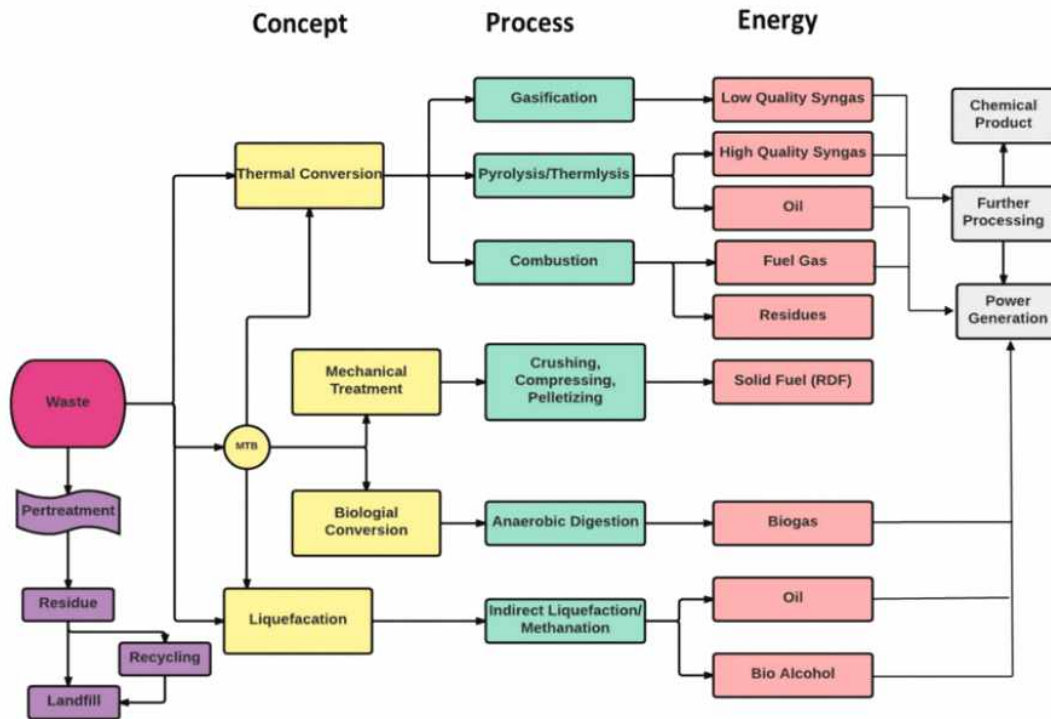 Concept
Process
Energy
Gasification
Low Quality Syngas
Chemical
Product
Thermal Conversion
Pyrolysis/Thermlysis
High Quality Syngas
Oil
Further
Processing
Combustion
Fuel Gas
Residues
Power
Generation
Waste
Mechanical
Treatment
Crushing,
Compressing,
Pelletizing
Solid Fuel (RDF)
MTB
Pertreatment
Biologial
Conversion
Anaerobic Digestion
Biogas
Residue
Liquefacation
Indirect Liquefaction/
Methanation
Oil
Recycling
Bio Alcohol
Landfill